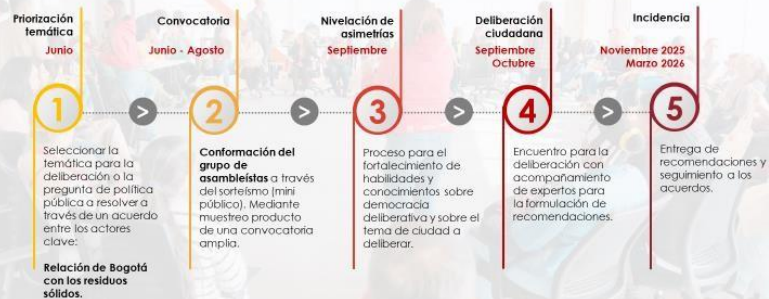 Priorización
temática
Junio
1
Seleccionar la
temática para la
deliberación o la
pregunta de política
pública a resolver a
través de un acuerdo
entre los actores
clave:
Relación de Bogotá
con los residuos
sólidos.
>
Convocatoria
Junio - Agosto
2
Conformación del
grupo de
asambleístas a través
del sorteísmo (mini
público). Mediante
muestreo producto
de una convocatoria
amplia.
>
Nivelación de
asimetrías
Septiembre
3
Proceso para el
fortalecimiento de
habilidades y
conocimientos sobre
democracia
deliberativa y sobre el
tema de ciudad a
deliberar.
>
Deliberación
ciudadana
Septiembre
Octubre
4
Encuentro para la
deliberación con
acompañamiento
de expertos para
la formulación de
recomendaciones.
>
Incidencia
Noviembre 2025
Marzo 2026
5
Entrega de
recomendaciones y
seguimiento a los
acuerdos.